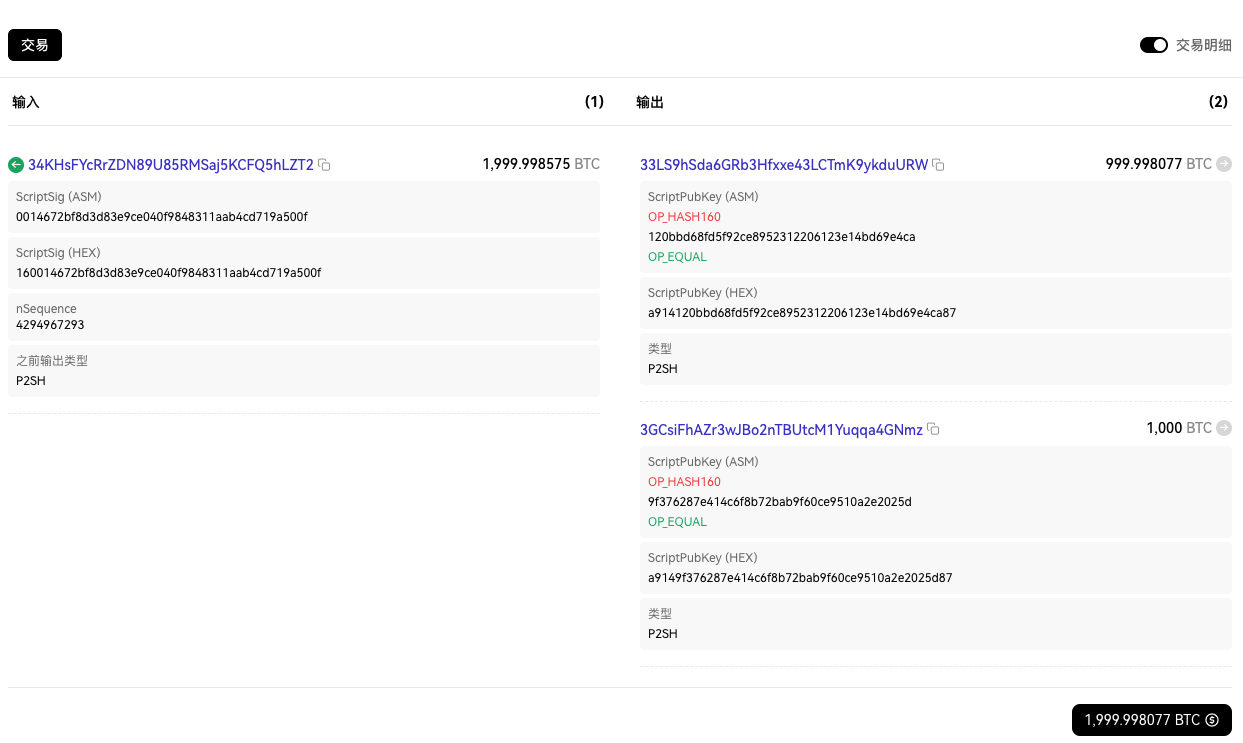 交易
交易明细
输入 (1)
34KHsFYcRrZDN89U85RMSaj5KCFQ5hLZT2 1,999.998575 BTC
ScriptSig (ASM)
0014672bf8d3d83e9ce040f9848311aab4cd719a500f
ScriptSig (HEX)
160014672bf8d3d83e9ce040f9848311aab4cd719a500f
nSequence
4294967293
之前输出类型
P2SH
输出 (2)
33LS9hSda6GRb3Hfxxe43LCTmK9ykduURW 999.998077 BTC
ScriptPubKey (ASM)
OP_HASH160
120bbd68fd5f92ce8952312206123e14bd69e4ca
OP_EQUAL
ScriptPubKey (HEX)
a914120bbd68fd5f92ce8952312206123e14bd69e4ca87
类型
P2SH
3GCsiFhAZr3wJBo2nTBUtcM1Yuqqa4GNmz 1,000 BTC
ScriptPubKey (ASM)
OP_HASH160
9f376287e414c6f8b72bab9f60ce9510a2e2025d
OP_EQUAL
ScriptPubKey (HEX)
a9149f376287e414c6f8b72bab9f60ce9510a2e2025d87
类型
P2SH
1,999.998077 BTC